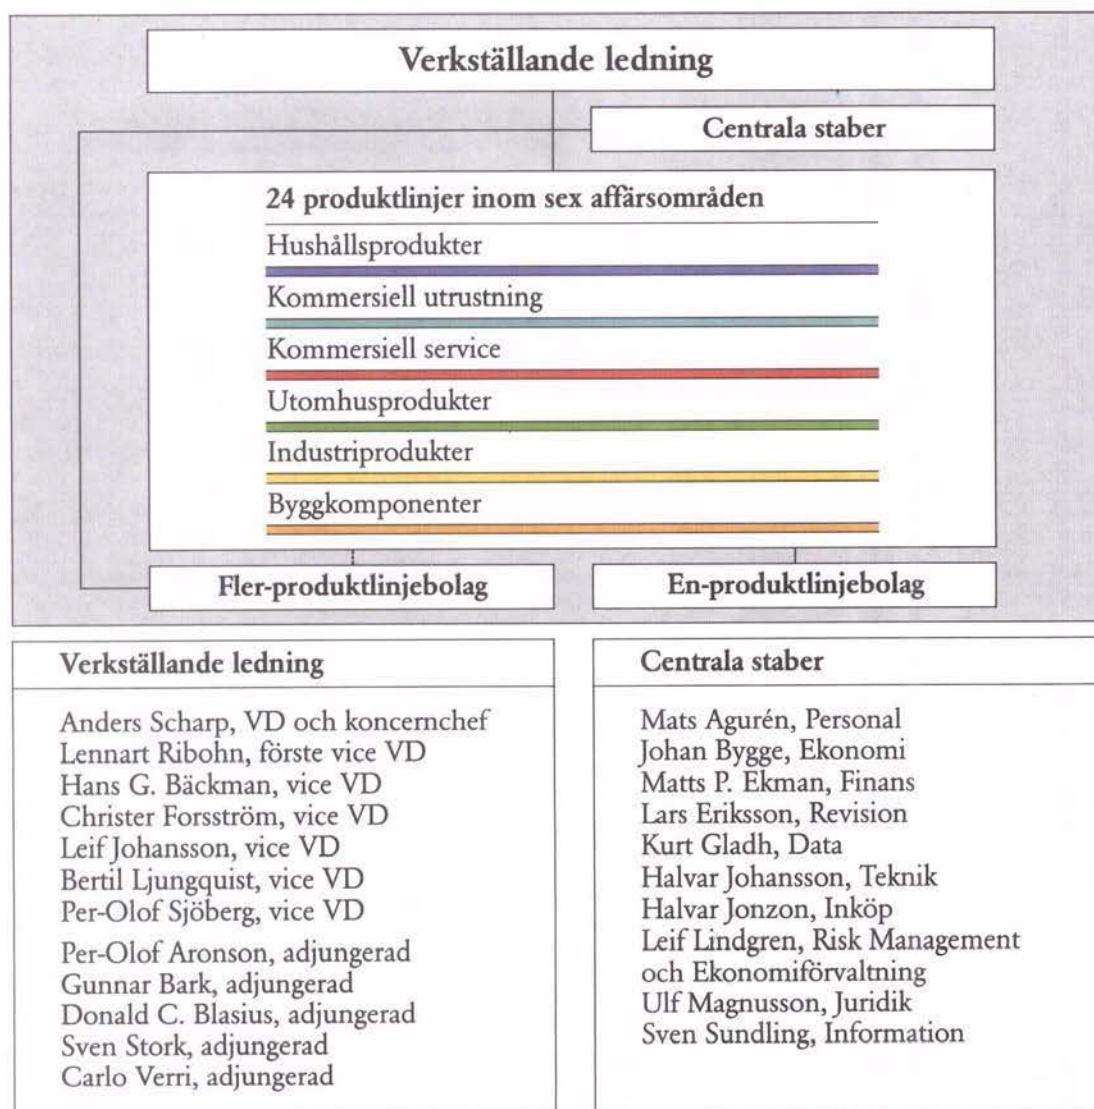 Verkställande ledning
Centrala staber
24 produktlinjer inom sex affärsområden
Hushållsprodukter
Kommersiell utrustning
Kommersiell service
Utomhusprodukter
Industriprodukter
Byggkomponenter
Fler-produktlinjebolag
En-produktlinjebolag
Verkställande ledning
Anders Scharp, VD och koncernchef
Lennart Ribohn, förste vice VD
Hans G. Bäckman, vice VD
Christer Forsström, vice VD
Leif Johansson, vice VD
Bertil Ljungquist, vice VD
Per-Olof Sjöberg, vice VD
Per-Olof Aronson, adjungerad
Gunnar Bark, adjungerad
Donald C. Blasius, adjungerad
Sven Stork, adjungerad
Carlo Verri, adjungerad
Centrala staber
Mats Agurén, Personal
Johan Bygge, Ekonomi
Matts P. Ekman, Finans
Lars Eriksson, Revision
Kurt Gladh, Data
Halvar Johansson, Teknik
Halvar Jonzon, Inköp
Leif Lindgren, Risk Management
och Ekonomiförvaltning
Ulf Magnusson, Juridik
Sven Sundling, Information